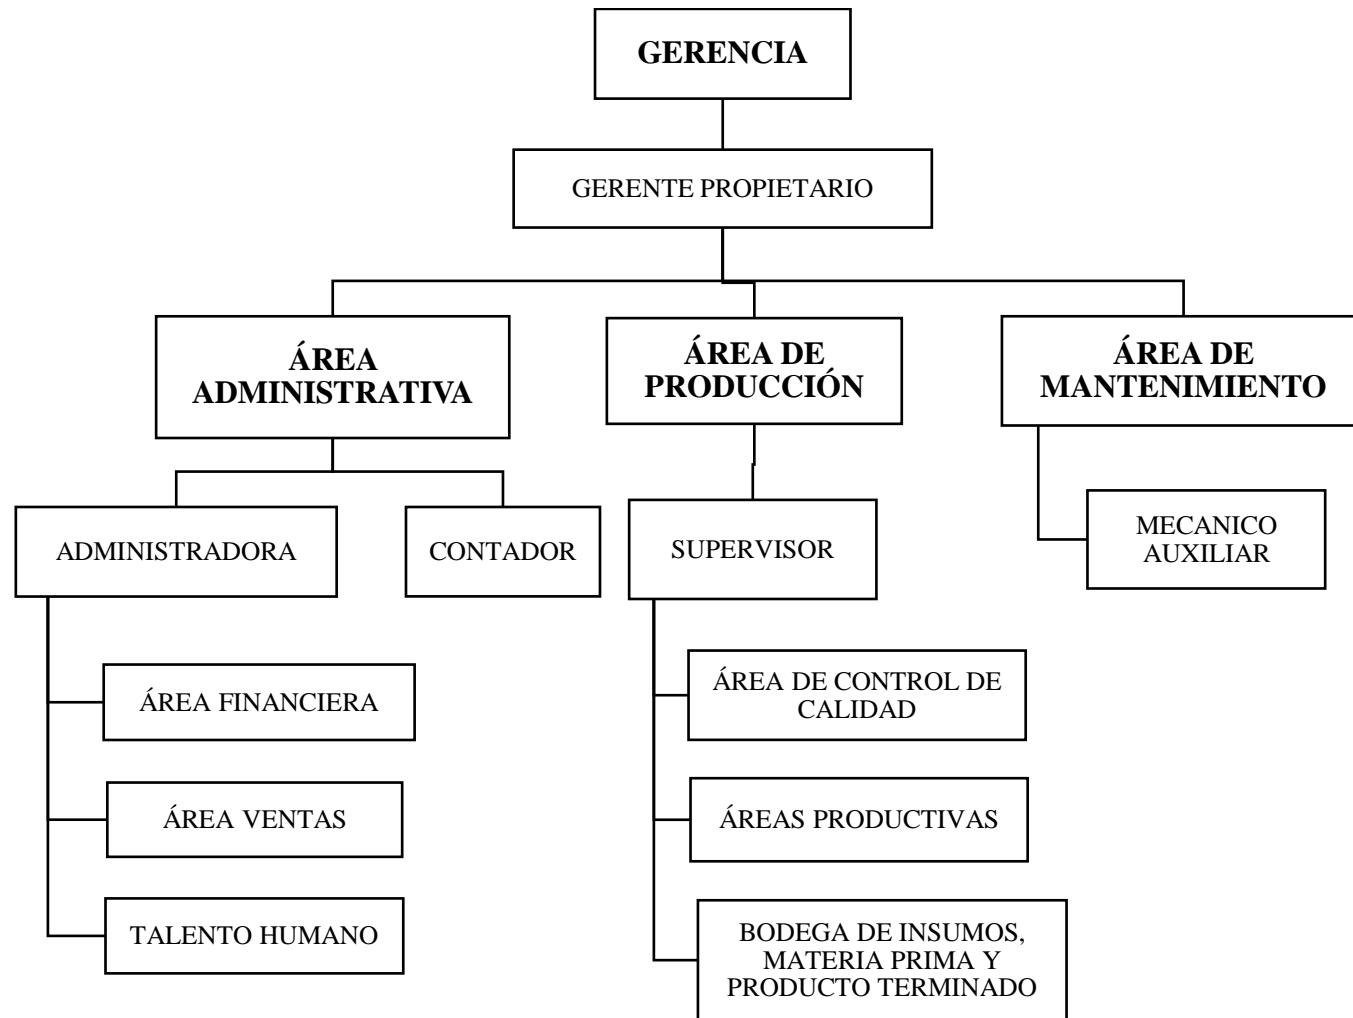 GERENCIA
GERENTE PROPIETARIO
ÁREA
ADMINISTRATIVA
ÁREA DE
PRODUCCIÓN
ÁREA DE
MANTENIMIENTO
ADMINISTRADORA
CONTADOR
SUPERVISOR
MECANICO
AUXILIAR
ÁREA FINANCIERA
ÁREA VENTAS
TALENTO HUMANO
ÁREA DE CONTROL DE
CALIDAD
ÁREAS PRODUCTIVAS
BODEGA DE INSUMOS,
MATERIA PRIMA Y
PRODUCTO TERMINADO